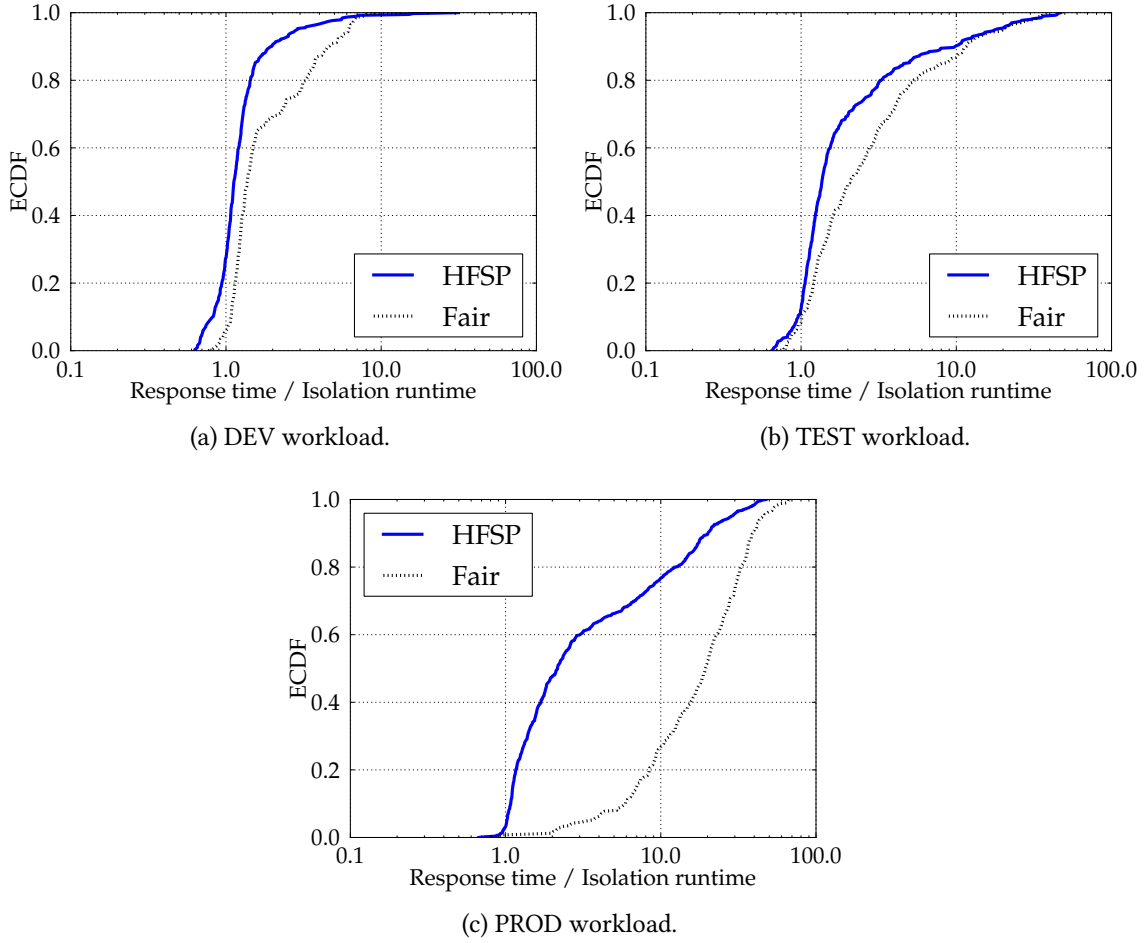 1.0
0.8
0.6
0.4
0.2
0.0
ECDF
HFSP
Fair
0.1 1.0 10.0 100.0
Response time / Isolation runtime
(a) DEV workload.
1.0
0.8
0.6
0.4
0.2
0.0
ECDF
HFSP
Fair
0.1 1.0 10.0 100.0
Response time / Isolation runtime
(b) TEST workload.
1.0
0.8
0.6
0.4
0.2
0.0
ECDF
HFSP
Fair
0.1 1.0 10.0 100.0
Response time / Isolation runtime
(c) PROD workload.